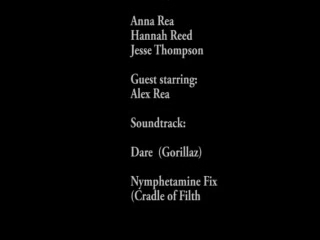 Anna Rea
Hannah Reed
Jesse Thompson
Guest starring:
Alex Rea
Soundtrack:
Dare (Gorillaz)
Nymphetamine Fix
(Cradle of Filth